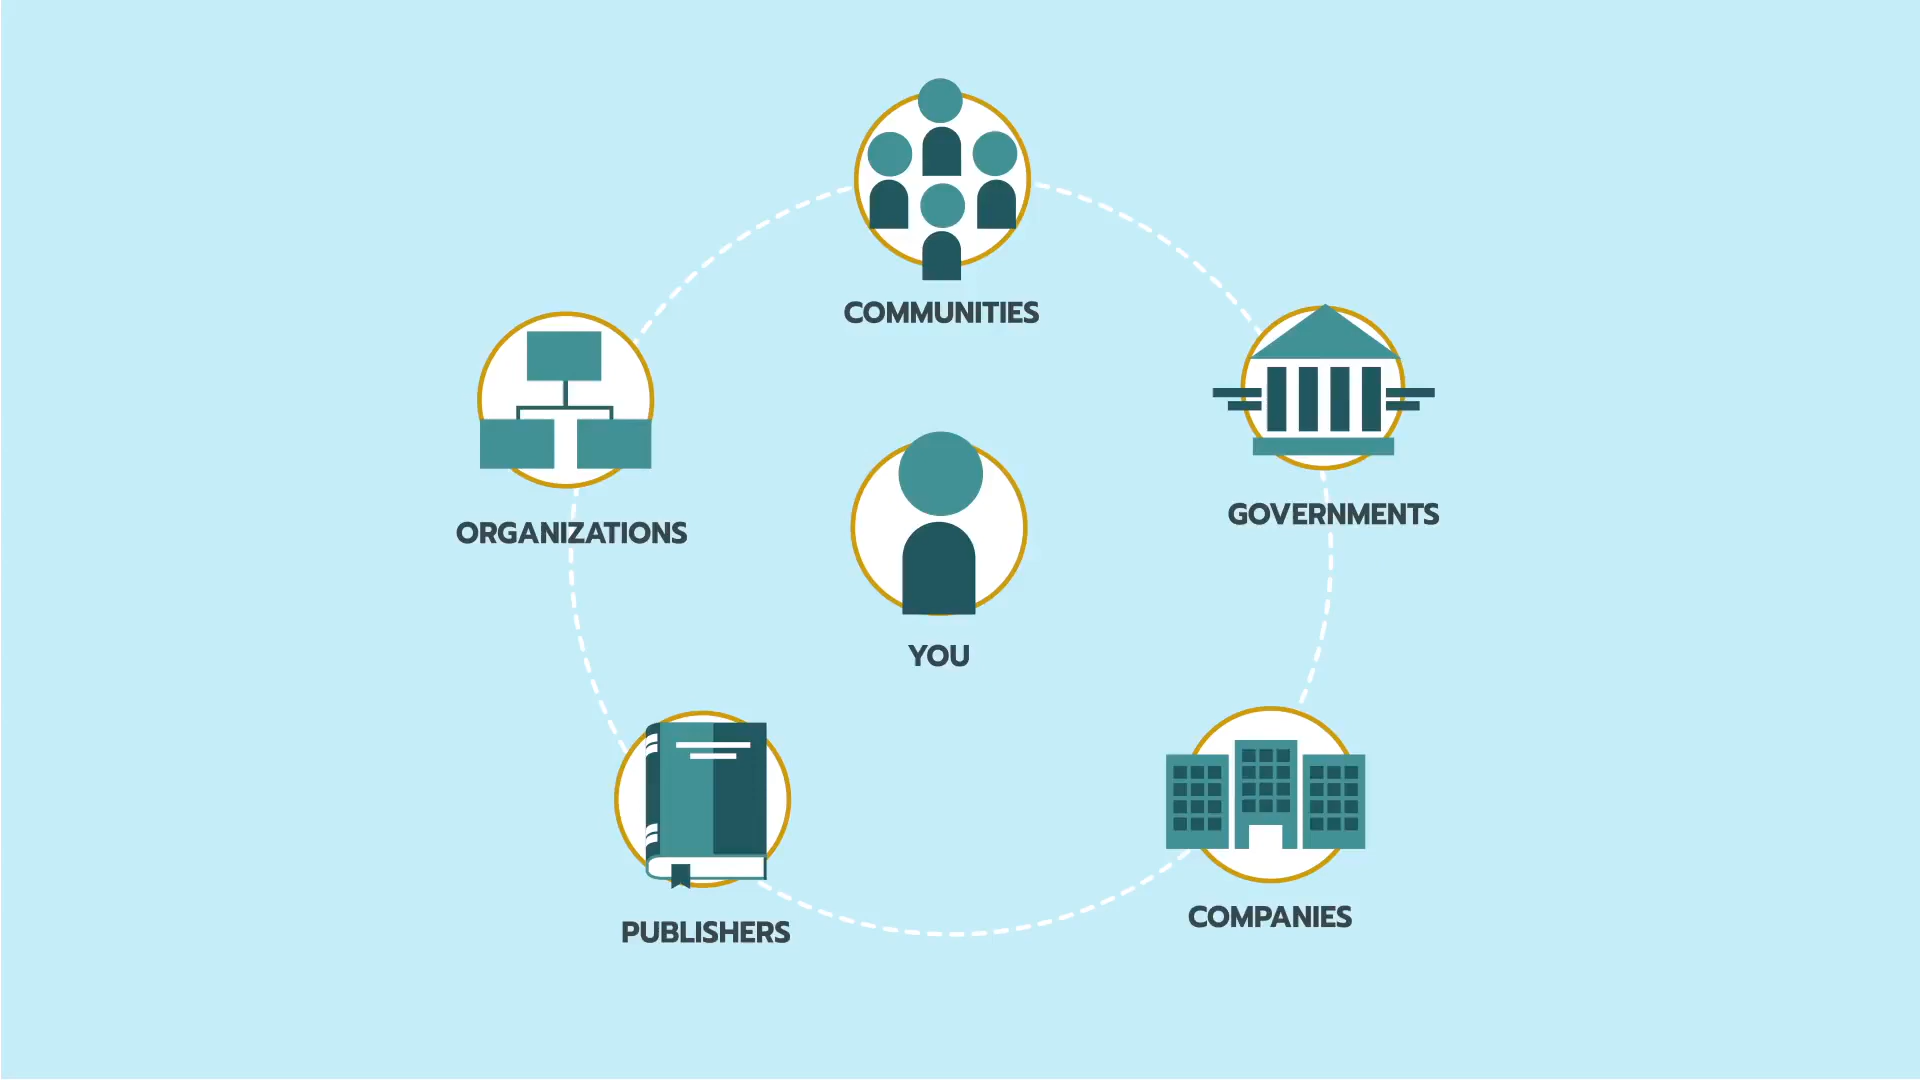 COMMUNITIES
GOVERNMENTS
ORGANIZATIONS
YOU
COMPANIES
PUBLISHERS